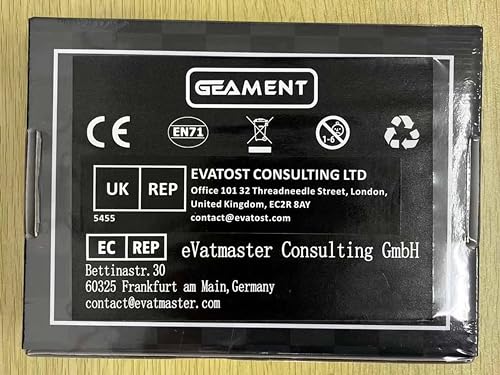 GEAMENT
CE EN71 1-6
UK REP EVATOST CONSULTING LTD
Office 101 32 Threadneedle Street, London,
United Kingdom, EC2R 8AY
5455 contact@evatost.com
EC REP eVatmaster Consulting GmbH
Bettinastr.30
60325 Frankfurt am Main,Germany
contact@evatmaster.com